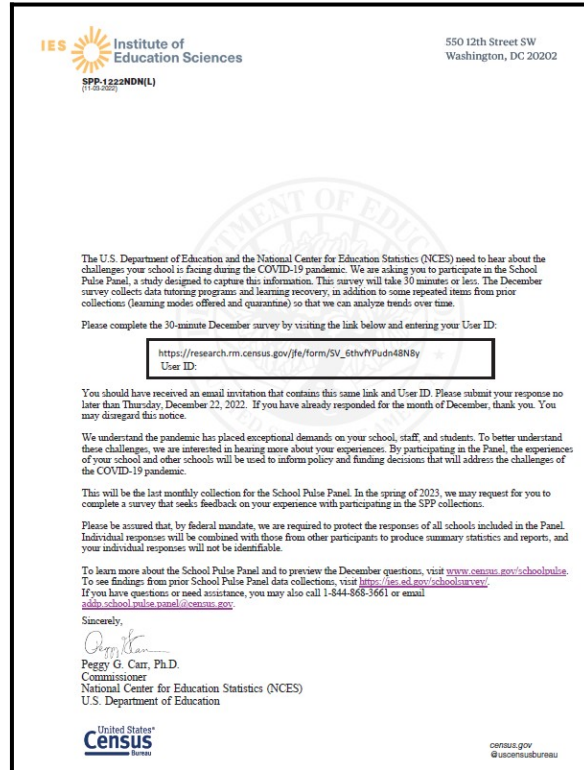 IES Institute of
Education Sciences
550 12th Street SW
Washington, DC 20202
SPP-1222NDN(L)
(11-03-2022)
The U.S. Department of Education and the National Center for Education Statistics (NCES) need to hear about the
challenges your school is facing during the COVID-19 pandemic. We are asking you to participate in the School
Pulse Panel, a study designed to capture this information. This survey will take 30 minutes or less. The December
survey collects data tutoring programs and learning recovery, in addition to some repeated items from prior
collections (learning modes offered and quarantine) so that we can analyze trends over time.
Please complete the 30-minute December survey by visiting the link below and entering your User ID:
https://research.rm.census.gov/jfe/form/SV_6thvfYPudn48N8y
User ID:
You should have received an email invitation that contains this same link and User ID. Please submit your response no
later than Thursday, December 22, 2022. If you have already responded for the month of December, thank you. You
may disregard this notice.
We understand the pandemic has placed exceptional demands on your school, staff, and students. To better understand
these challenges, we are interested in hearing more about your experiences. By participating in the Panel, the experiences
of your school and other schools will be used to inform policy and funding decisions that will address the challenges of
the COVID-19 pandemic.
This will be the last monthly collection for the School Pulse Panel. In the spring of 2023, we may request for you to
complete a survey that seeks feedback on your experience with participating in the SPP collections.
Please be assured that, by federal mandate, we are required to protect the responses of all schools included in the Panel.
Individual responses will be combined with those from other participants to produce summary statistics and reports, and
your individual responses will not be identifiable.
To learn more about the School Pulse Panel and to preview the December questions, visit www.census.gov/schoolpulse.
To see findings from prior School Pulse Panel data collections, visit https://ies.ed.gov/schoolsurvey/.
If you have questions or need assistance, you may also call 1-844-868-3661 or email
addp.school.pulse.panel@census.gov.
Sincerely,
Peggy G. Carr, Ph.D.
Commissioner
National Center for Education Statistics (NCES)
U.S. Department of Education
United States®
Census
Bureau
census.gov
@uscensusbureau